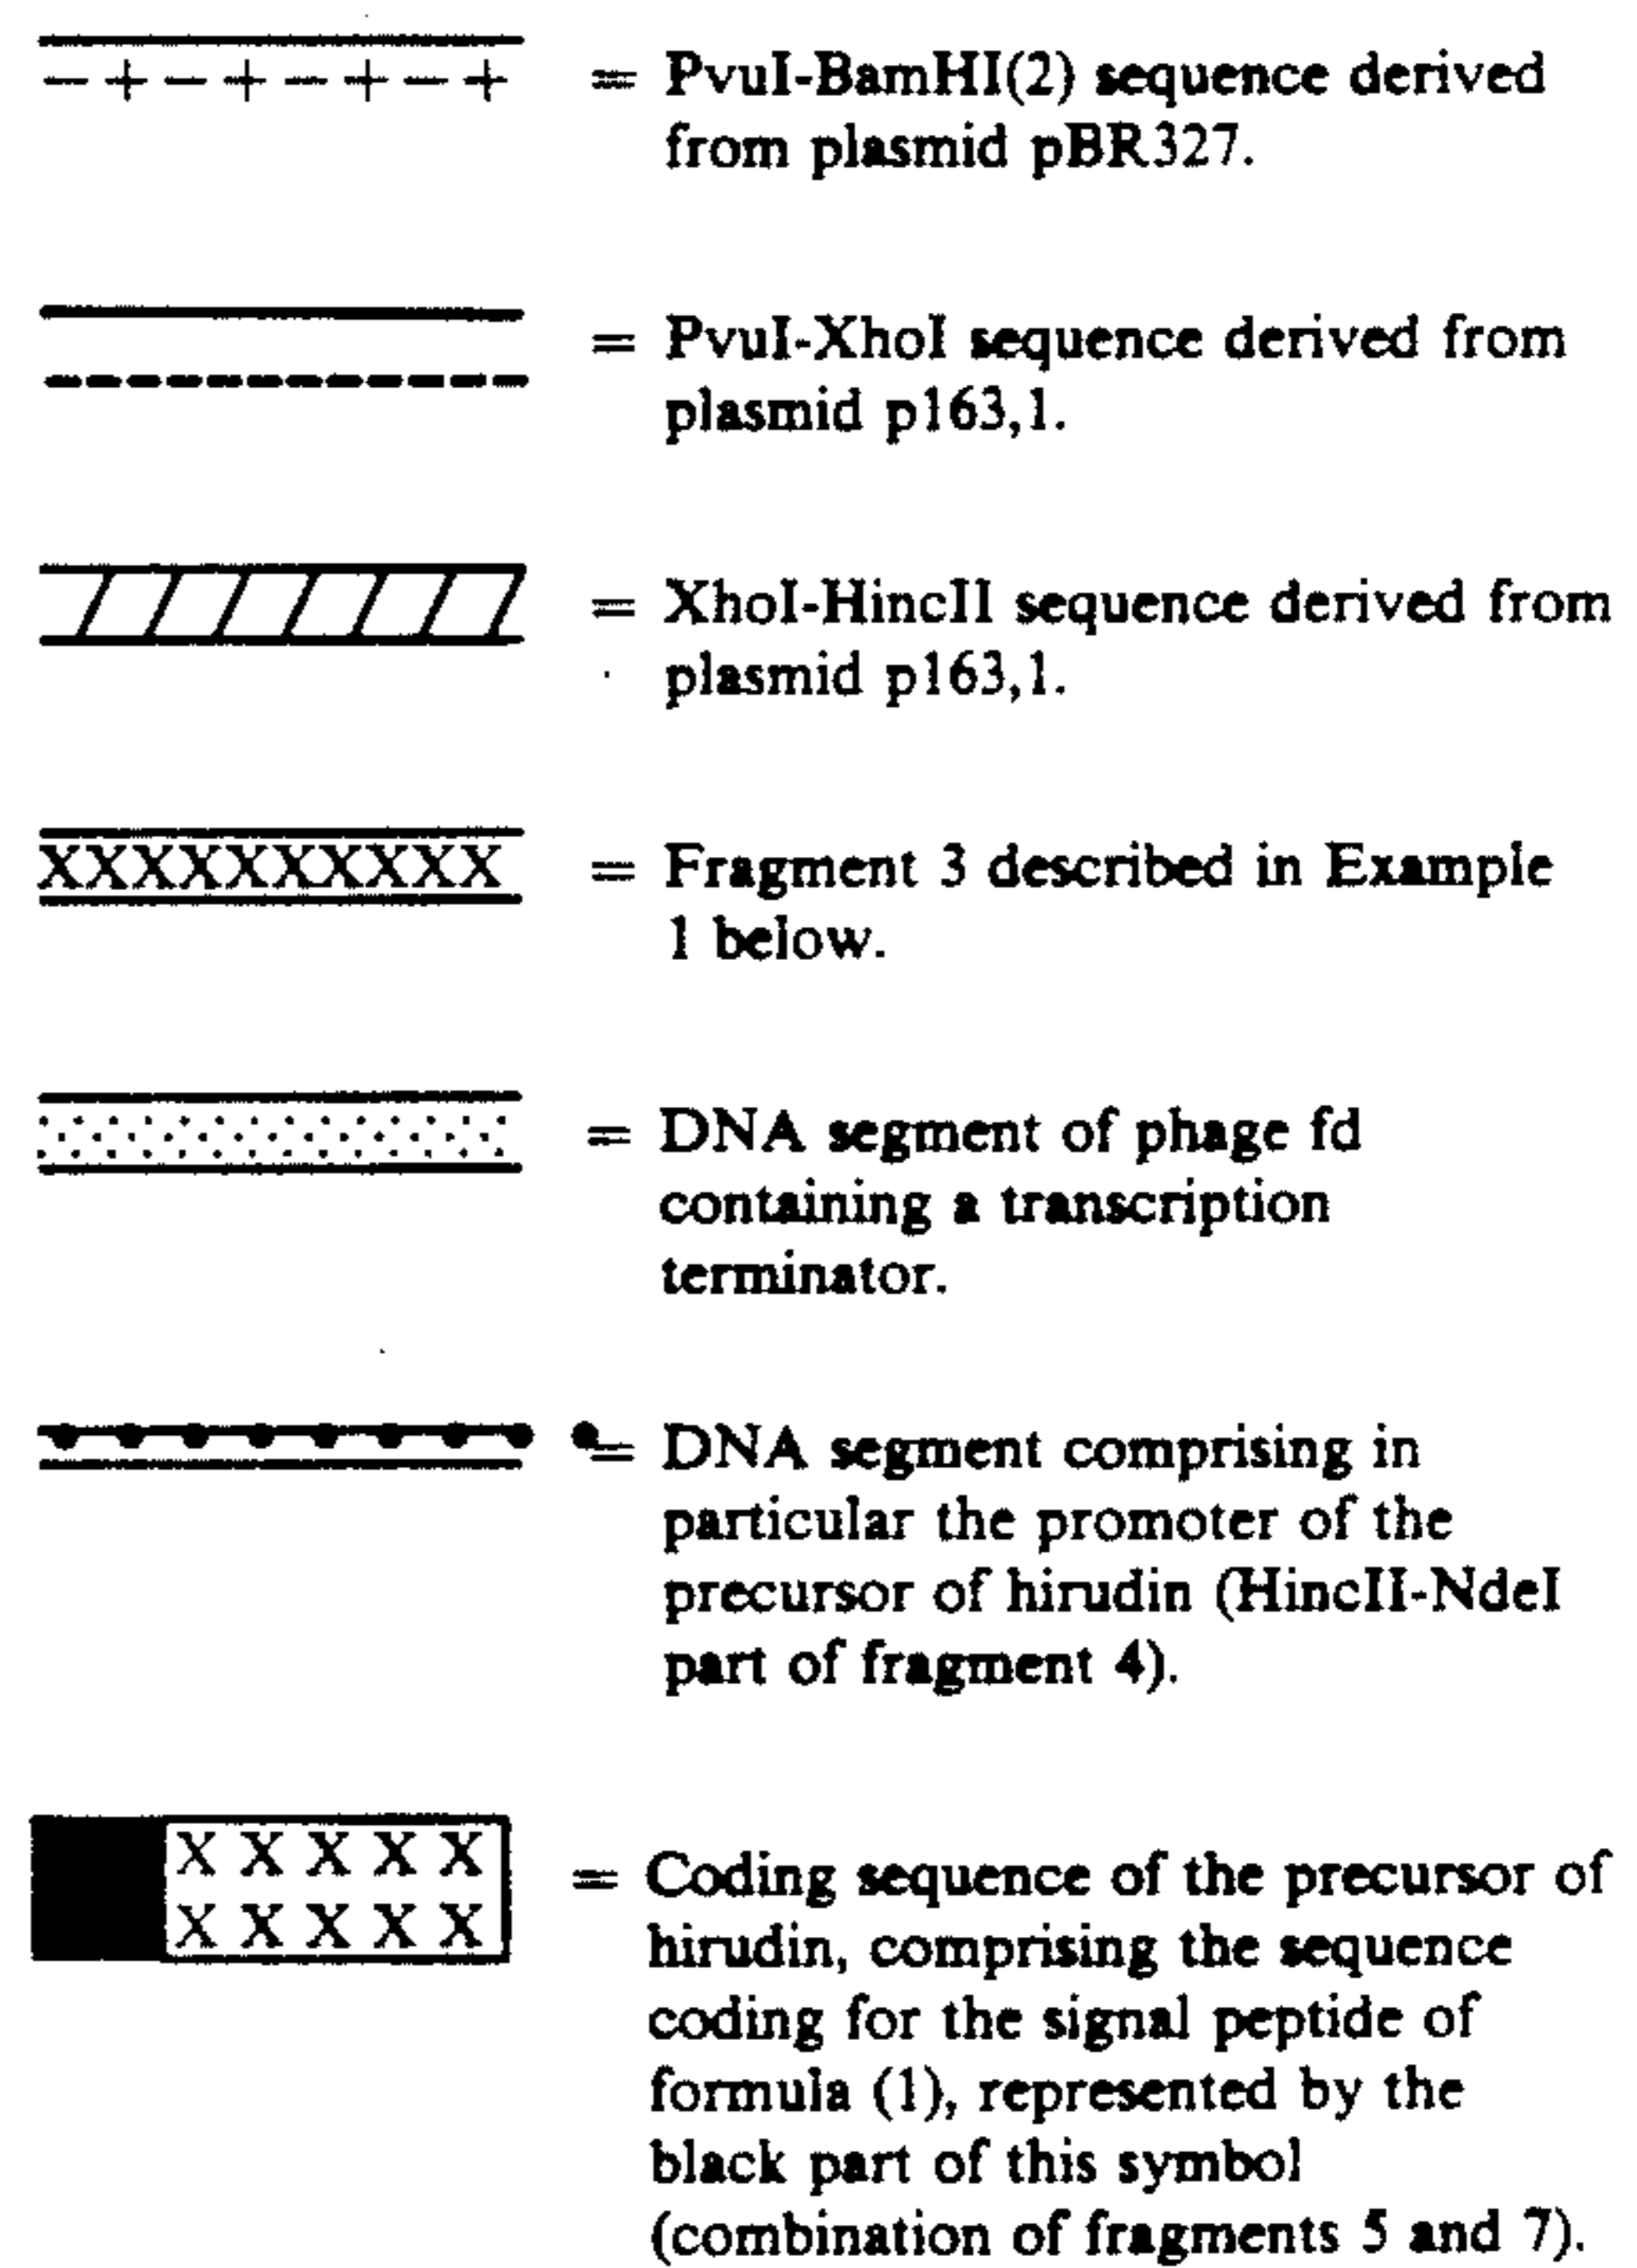 = PvuI-BamHI(2) sequence derived
from plasmid pBR327.
= PvuI-XhoI sequence derived from
plasmid p163,1.
= XhoI-HincII sequence derived from
plasmid p163,1.
XXXXXXXXXX = Fragment 3 described in Example
1 below.
= DNA segment of phage fd
containing a transcription
terminator.
= DNA segment comprising in
particular the promoter of the
precursor of hirudin (HincII-NdeI
part of fragment 4).
X X X X X
= Coding sequence of the precursor of
X X X X X
hirudin, comprising the sequence
coding for the signal peptide of
formula (1), represented by the
black part of this symbol
(combination of fragments 5 and 7).